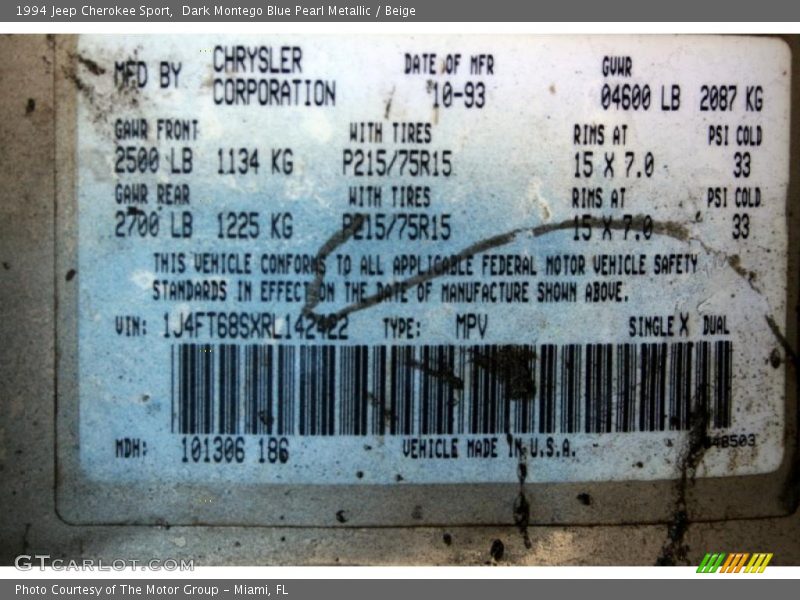 1994 Jeep Cherokee Sport, Dark Montego Blue Pearl Metallic / Beige
MFD BY CHRYSLER CORPORATION DATE OF MFR 10-93 GVWR 04600 LB 2087 KG
GAWR FRONT WITH TIRES RIMS AT PSI COLD
2500 LB 1134 KG P215/75R15 15 X 7.0 33
GAWR REAR WITH TIRES RIMS AT PSI COLD
2700 LB 1225 KG P215/75R15 15 X 7.0 33
THIS VEHICLE CONFORMS TO ALL APPLICABLE FEDERAL MOTOR VEHICLE SAFETY
STANDARDS IN EFFECT ON THE DATE OF MANUFACTURE SHOWN ABOVE.
VIN: 1J4FT68SXRL142422 TYPE: MPV SINGLE X DUAL
MDH: 101306 186 VEHICLE MADE IN U.S.A.
GTCARLOT.COM
Photo Courtesy of The Motor Group - Miami, FL